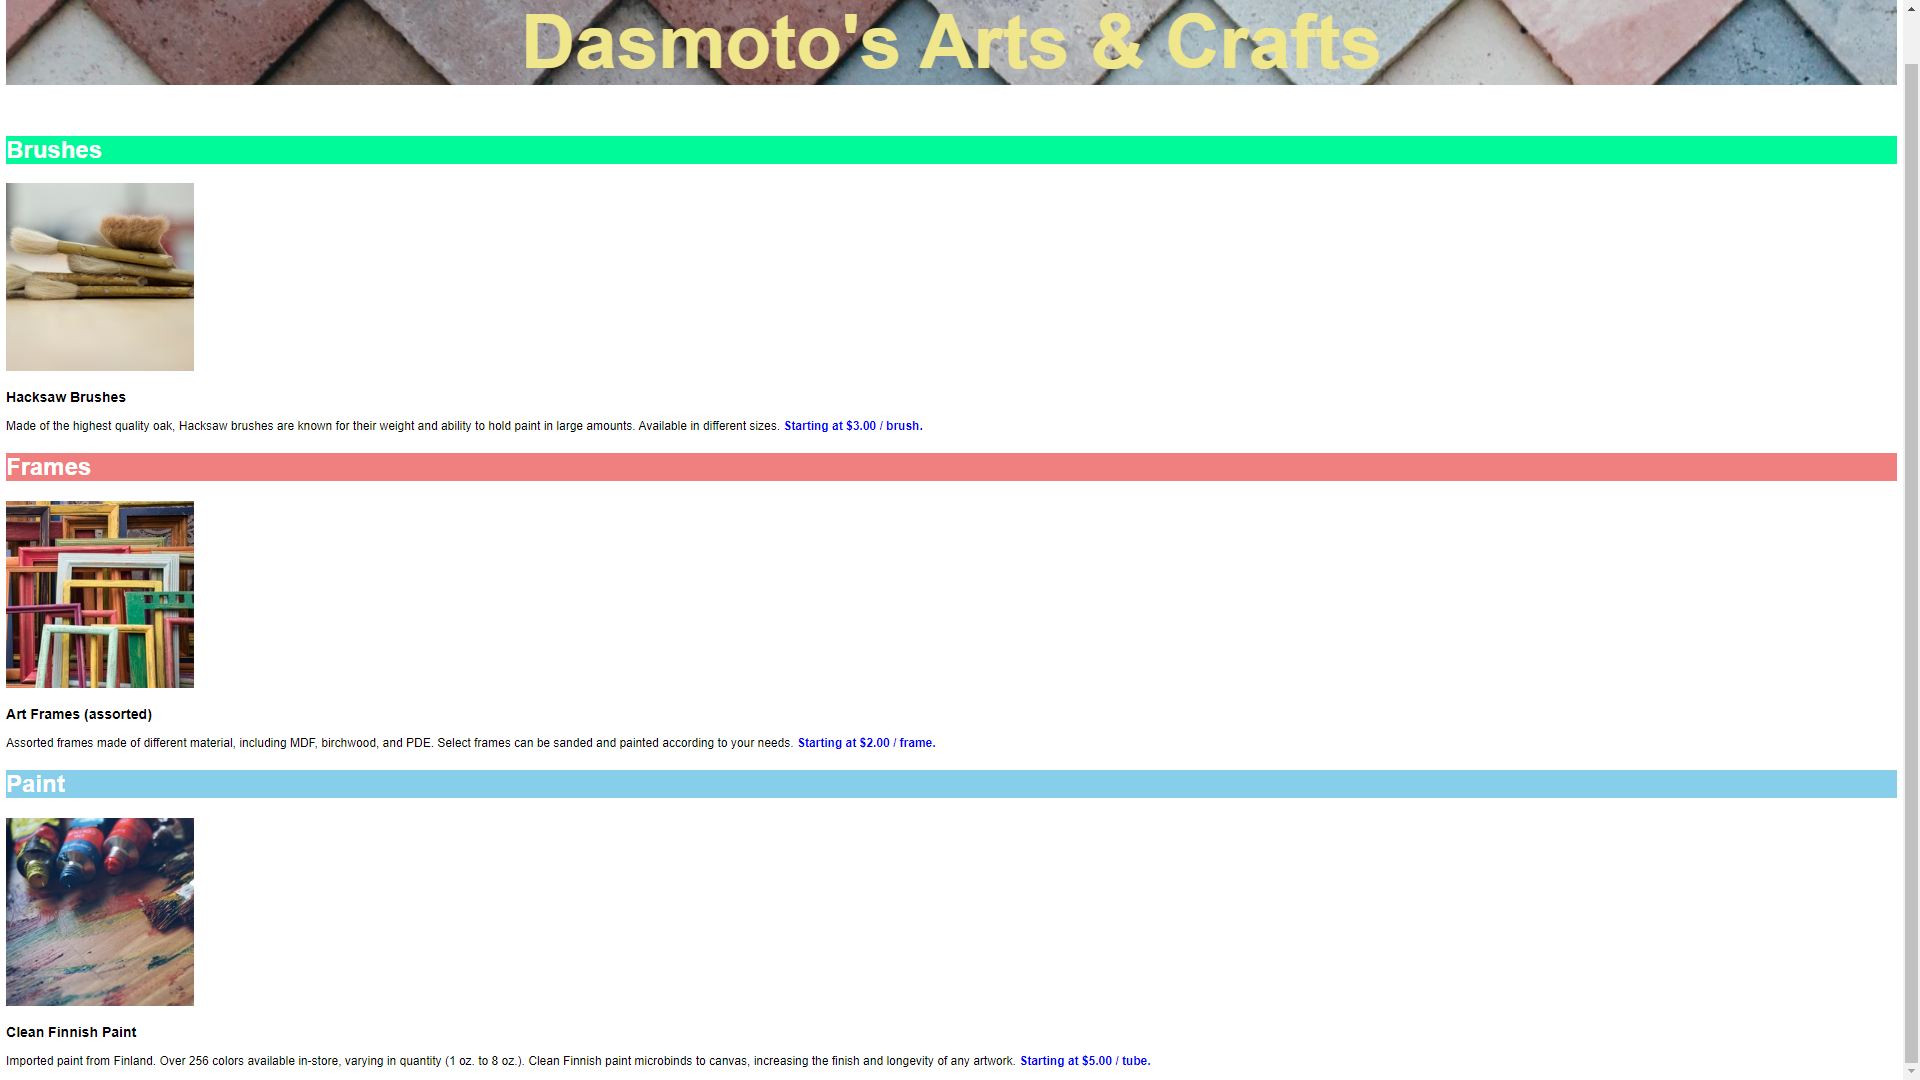 Dasmoto's Arts & Crafts
Brushes
Hacksaw Brushes
Made of the highest quality oak, Hacksaw brushes are known for their weight and ability to hold paint in large amounts. Available in different sizes. Starting at $3.00 / brush.
Frames
Art Frames (assorted)
Assorted frames made of different material, including MDF, birchwood, and PDE. Select frames can be sanded and painted according to your needs. Starting at $2.00 / frame.
Paint
Clean Finnish Paint
Imported paint from Finland. Over 256 colors available in-store, varying in quantity (1 oz. to 8 oz.). Clean Finnish paint microbinds to canvas, increasing the finish and longevity of any artwork. Starting at $5.00 / tube.